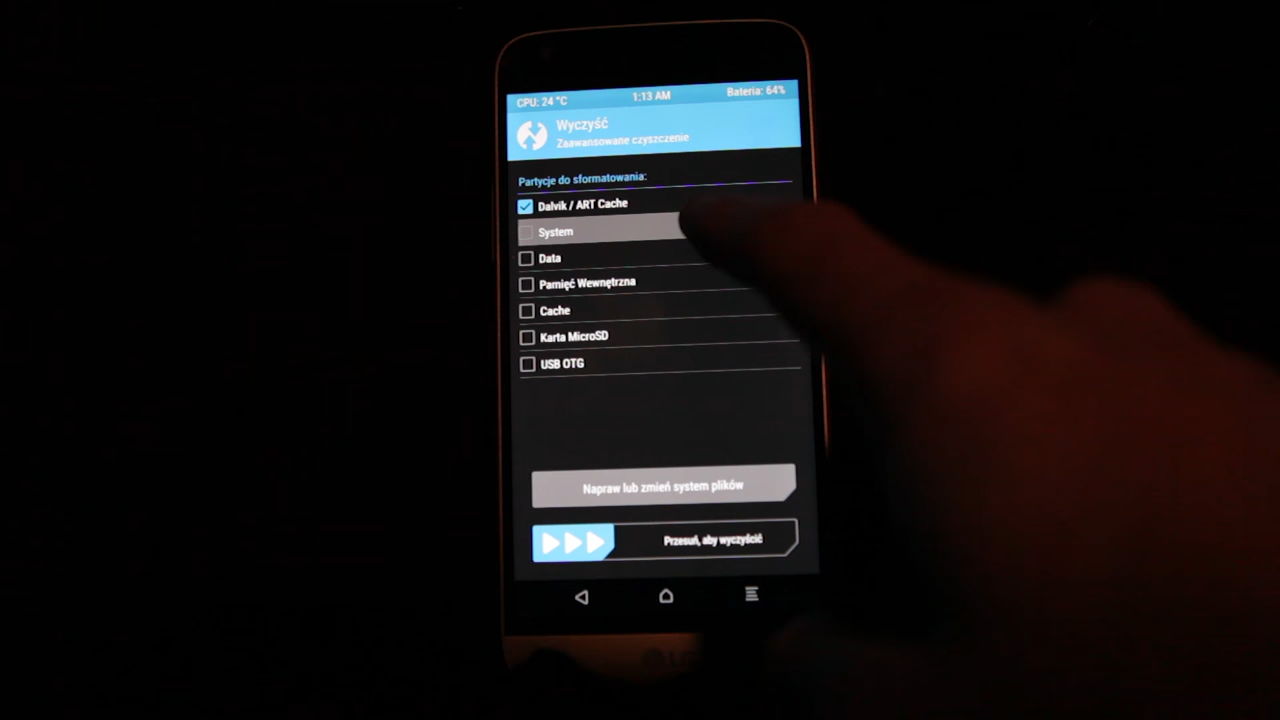 CPU: 24 °C 1:13 AM Bateria: 64%
Wyczyść
Zaawansowane czyszczenie
Partycje do sformatowania:
Dalvik / ART Cache
System
Data
Pamięć Wewnętrzna
Cache
Karta MicroSD
USB OTG
Napraw lub zmień system plików
Przesuń, aby wyczyścić
LG